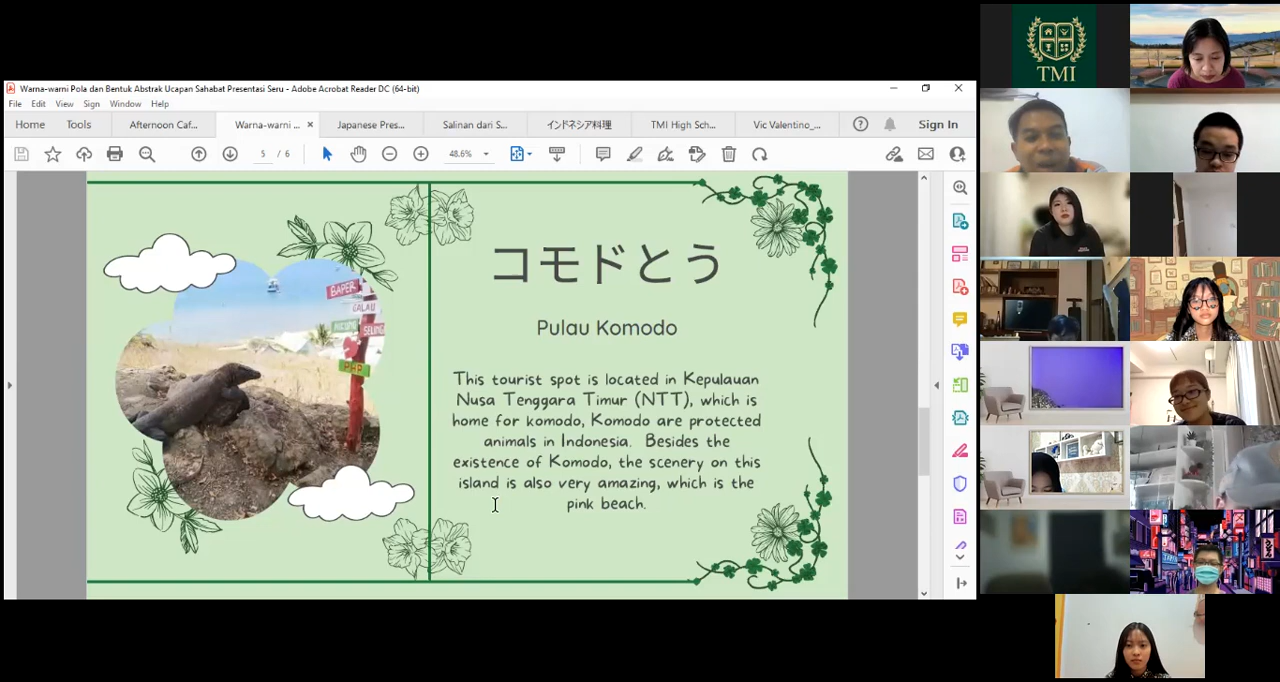 Warna-warni Pola dan Bentuk Abstrak Ucapan Sahabat Presentasi Seru - Adobe Acrobat Reader DC (64-bit)
File Edit View Sign Window Help
Home Tools Afternoon Caf... Warna-warni ... Japanese Pres... Salinan dari S... インドネシア料理 TMI High Sch... Vic Valentino_... Sign In
5 / 6 48.6%
コモドとう
Pulau Komodo
This tourist spot is located in Kepulauan
Nusa Tenggara Timur (NTT), which is
home for komodo, Komodo are protected
animals in Indonesia. Besides the
existence of Komodo, the scenery on this
island is also very amazing, which is the
pink beach.
BAPER
GALAU
SELING
PHP
TMI